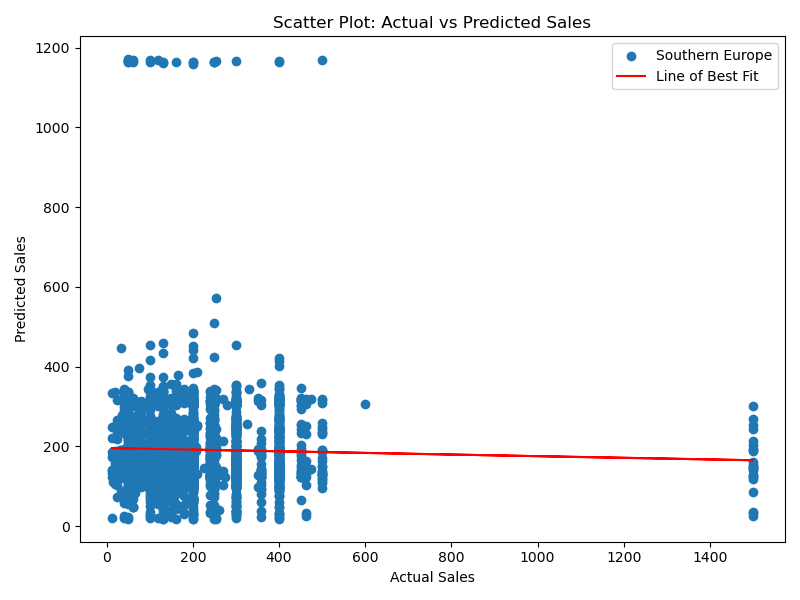 Scatter Plot: Actual vs Predicted Sales
Southern Europe
Line of Best Fit
1200
1000
800
600
400
200
0
Predicted Sales
0 200 400 600 800 1000 1200 1400
Actual Sales